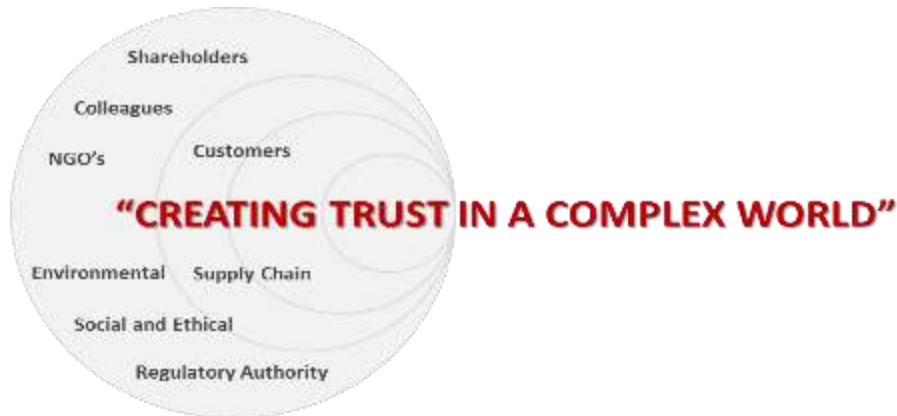 Shareholders
Colleagues
NGO's
Customers
“CREATING TRUST IN A COMPLEX WORLD”
Environmental
Supply Chain
Social and Ethical
Regulatory Authority